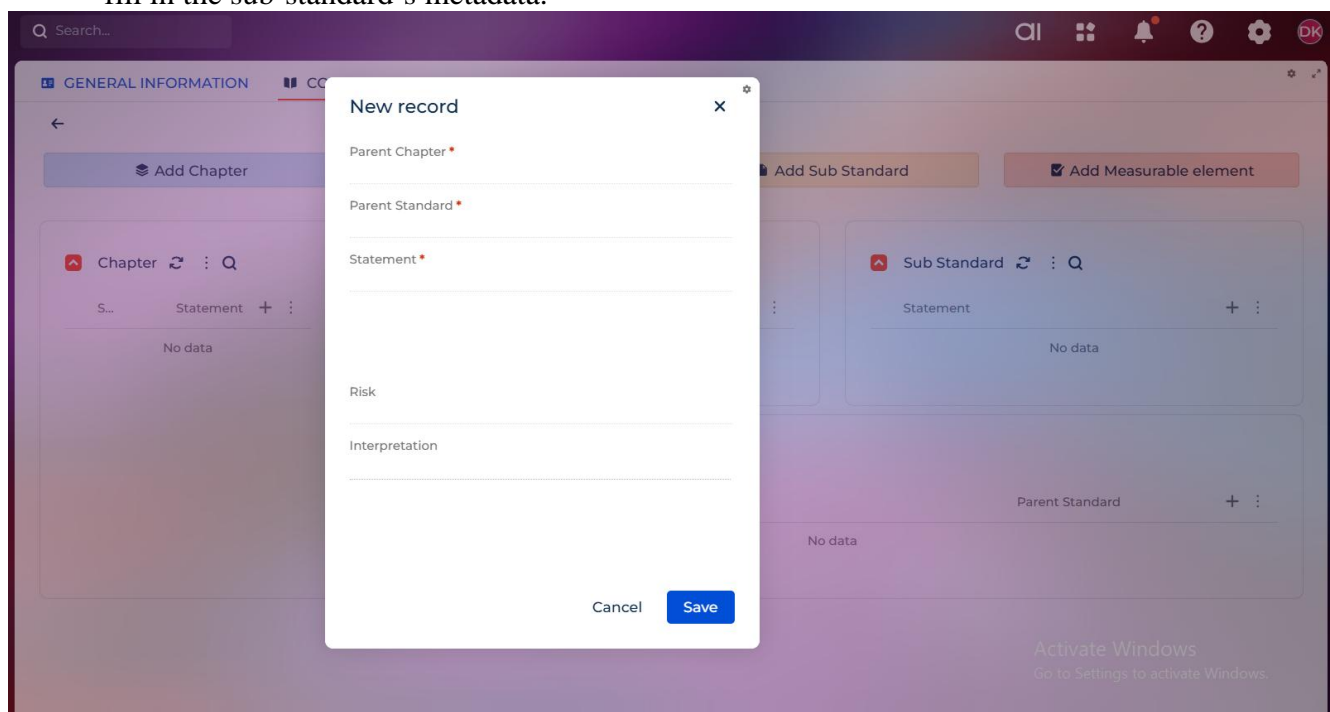 fill in the sub-standard's metadata.
Search...
DK
GENERAL INFORMATION
CO
New record
Parent Chapter *
Add Chapter
Add Sub Standard
Add Measurable element
Parent Standard *
Chapter
Statement *
Sub Standard
S... Statement
Statement
No data
No data
Risk
Interpretation
Parent Standard
No data
Cancel Save
Activate Windows
Go to Settings to activate Windows.